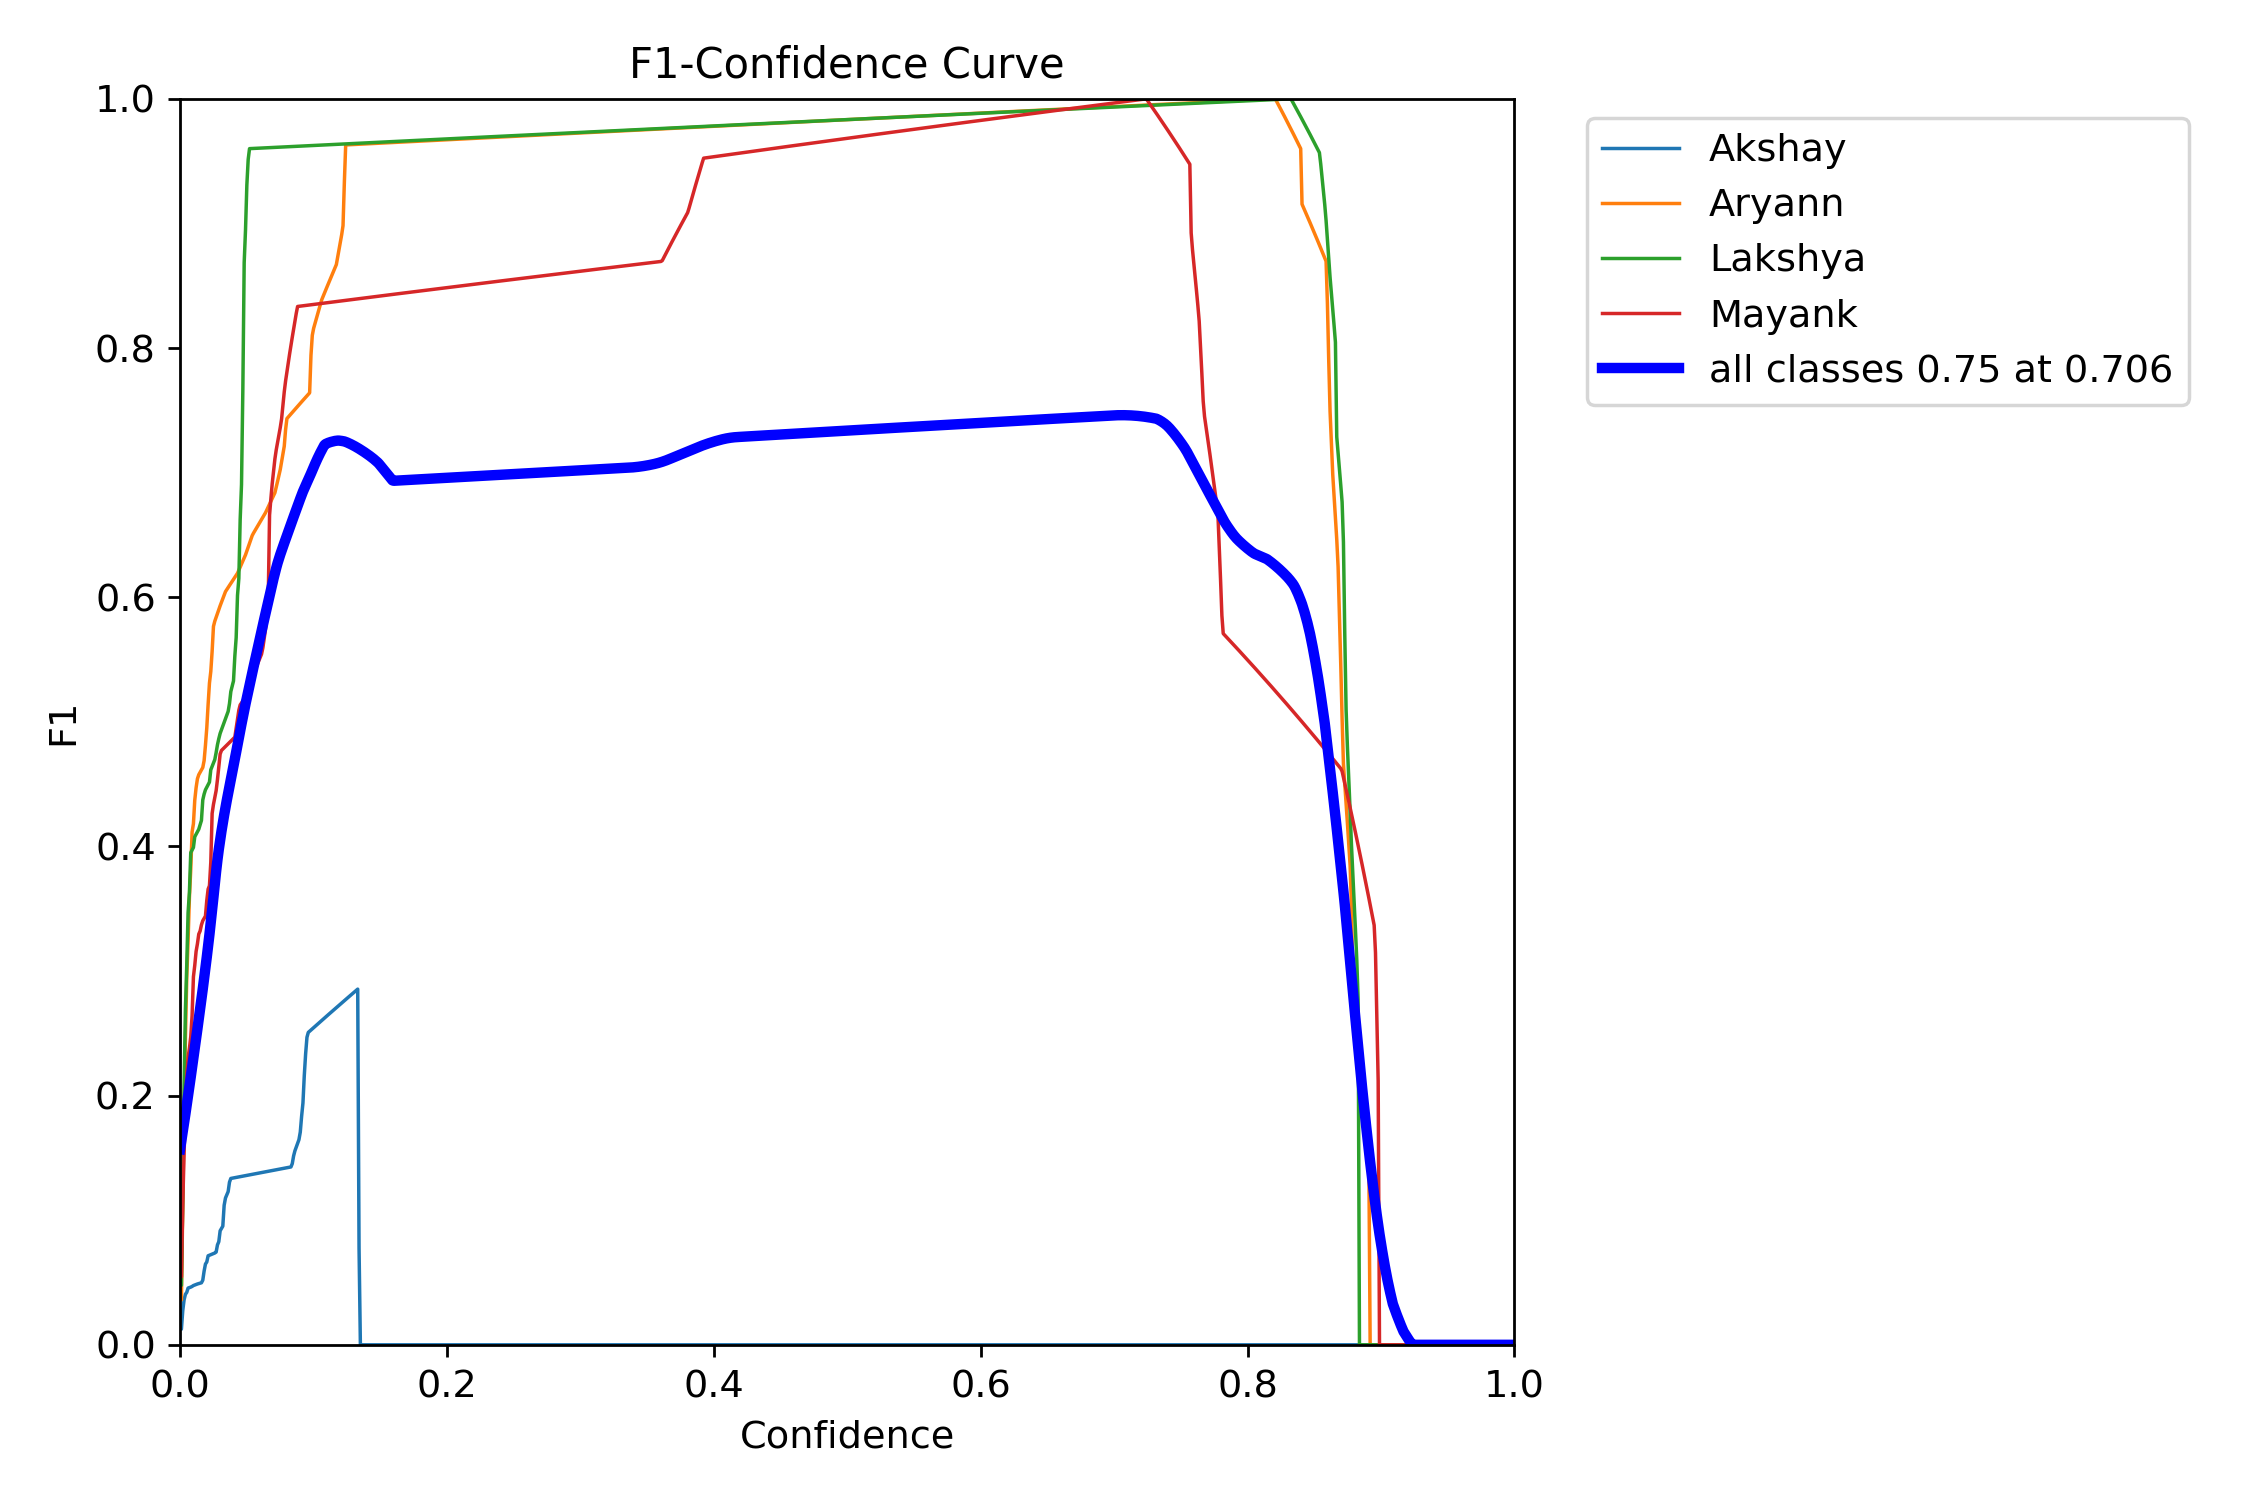 F1-Confidence Curve
1.0
0.8
0.6
0.4
0.2
0.0
F1
0.0 0.2 0.4 0.6 0.8 1.0
Confidence
Akshay
Aryann
Lakshya
Mayank
all classes 0.75 at 0.706